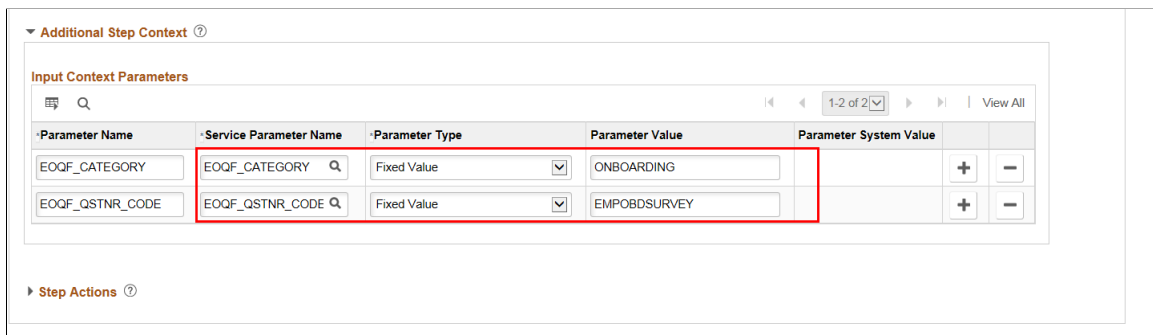 Additional Step Context
Input Context Parameters
1-2 of 2 | View All
*Parameter Name *Service Parameter Name *Parameter Type Parameter Value Parameter System Value
EOQF_CATEGORY EOQF_CATEGORY Fixed Value ONBOARDING
EOQF_QSTNR_CODE EOQF_QSTNR_CODE Fixed Value EMPOBDSURVEY
Step Actions